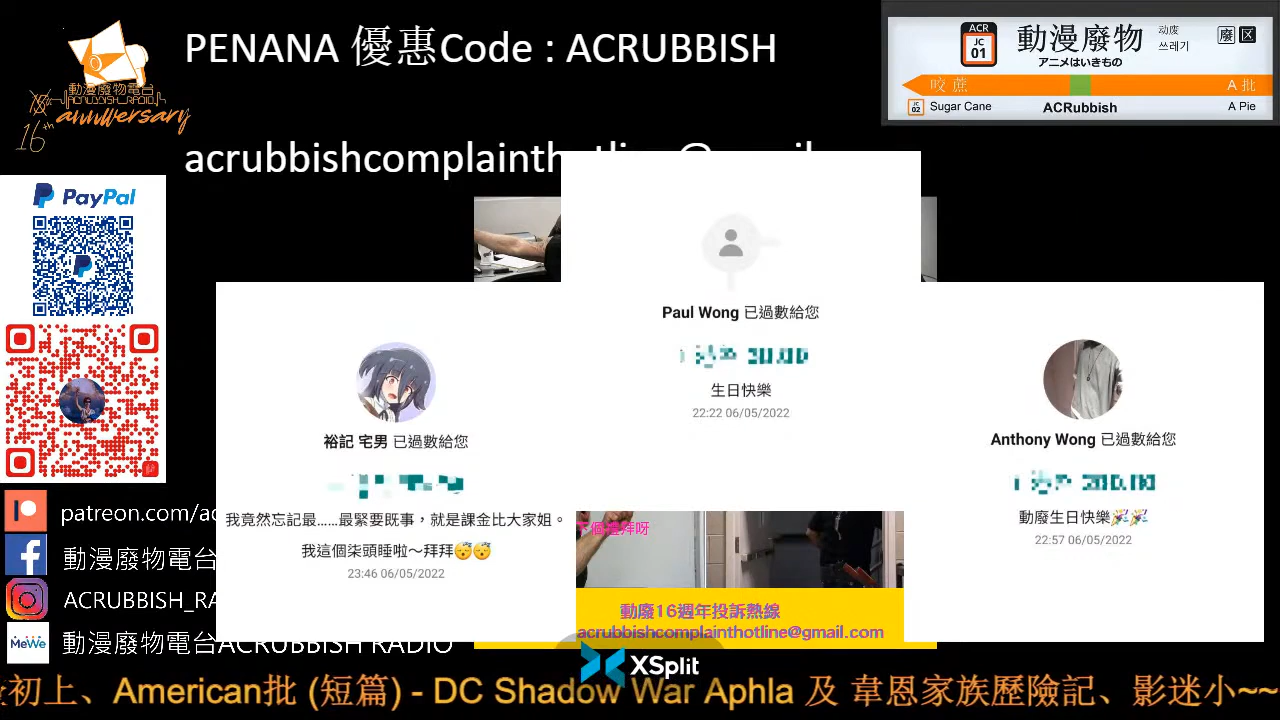 PENANA 優惠Code : ACRUBBISH
acrubbishcomplainthotline@gmail
動漫廢物電台
ACRUBBISH_RADIO
16th anniversary
ACR
JC
01
動漫廢物
动废
쓰레기
廢 区
アニメはいきもの
咬 蔗
A 批
JC
02
Sugar Cane
ACRubbish
A Pie
PayPal
Paul Wong 已過數給您
生日快樂
22:22 06/05/2022
裕記 宅男 已過數給您
我竟然忘記最......最緊要既事，就是課金比大家姐。
我這個柒頭睡啦～拜拜😴😴
23:46 06/05/2022
Anthony Wong 已過數給您
動廢生日快樂🎉🎉
22:57 06/05/2022
下個禮拜呀
動廢16週年投訴熱線
acrubbishcomplainthotline@gmail.com
patreon.com/ac
動漫廢物電台
ACRUBBISH_RA
MeWe
動漫廢物電台ACRUBBISH RADIO
XSplit
初上、American批 (短篇) - DC Shadow War Aphla 及 韋恩家族歷險記、影迷小~~